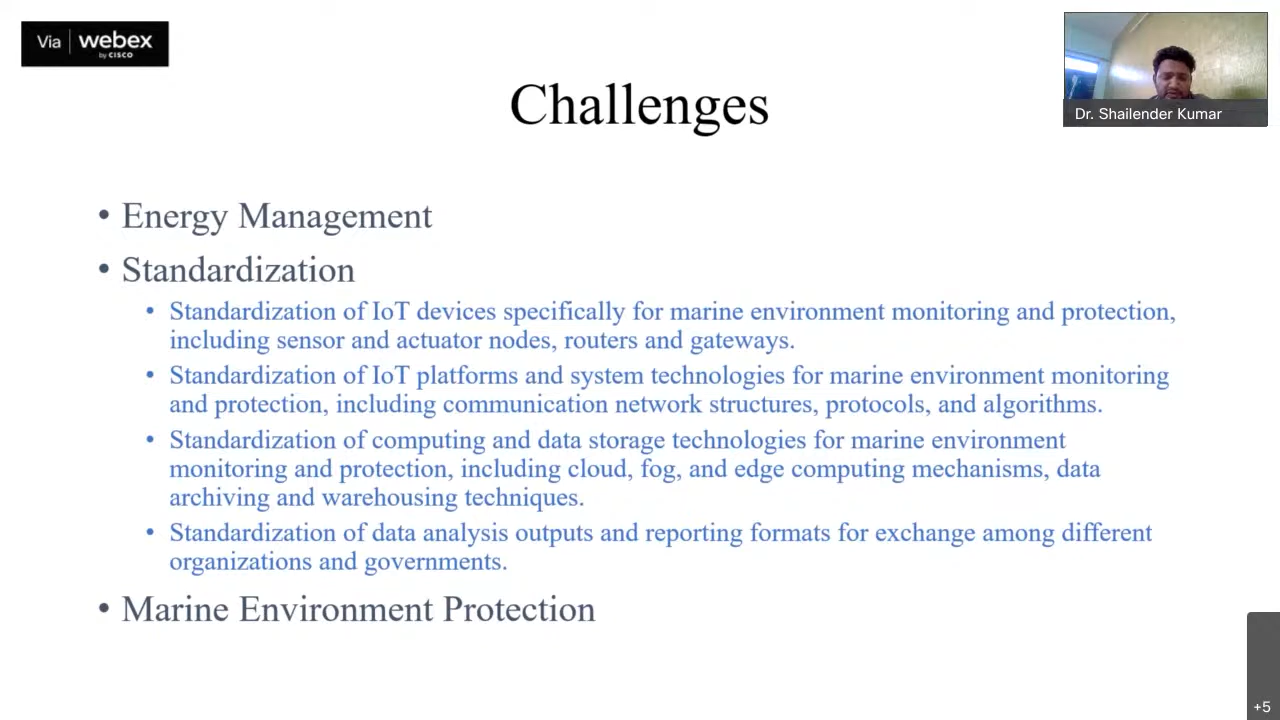 Via | webex
by CISCO
Dr. Shailender Kumar
Challenges
• Energy Management
• Standardization
• Standardization of IoT devices specifically for marine environment monitoring and protection,
including sensor and actuator nodes, routers and gateways.
• Standardization of IoT platforms and system technologies for marine environment monitoring
and protection, including communication network structures, protocols, and algorithms.
• Standardization of computing and data storage technologies for marine environment
monitoring and protection, including cloud, fog, and edge computing mechanisms, data
archiving and warehousing techniques.
• Standardization of data analysis outputs and reporting formats for exchange among different
organizations and governments.
• Marine Environment Protection
+5